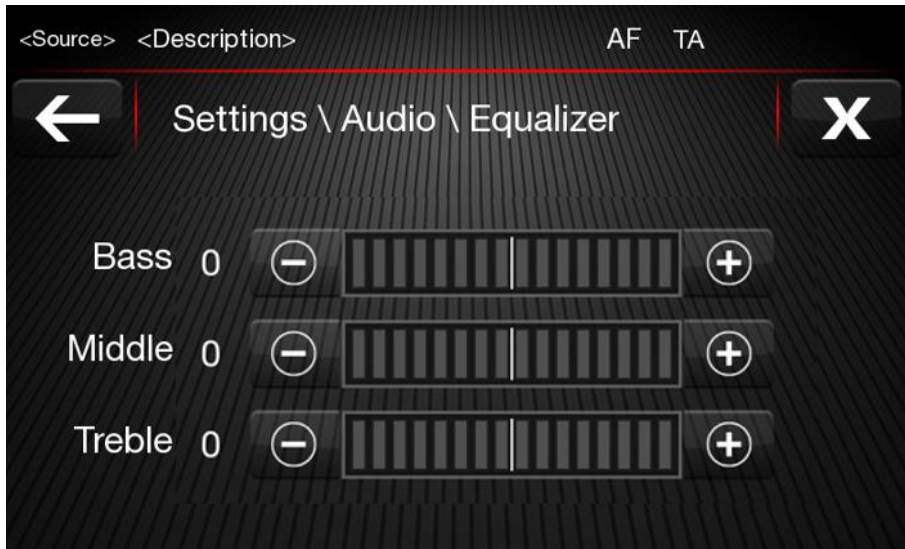 <Source> <Description> AF TA
Settings \ Audio \ Equalizer X
Bass 0
Middle 0
Treble 0